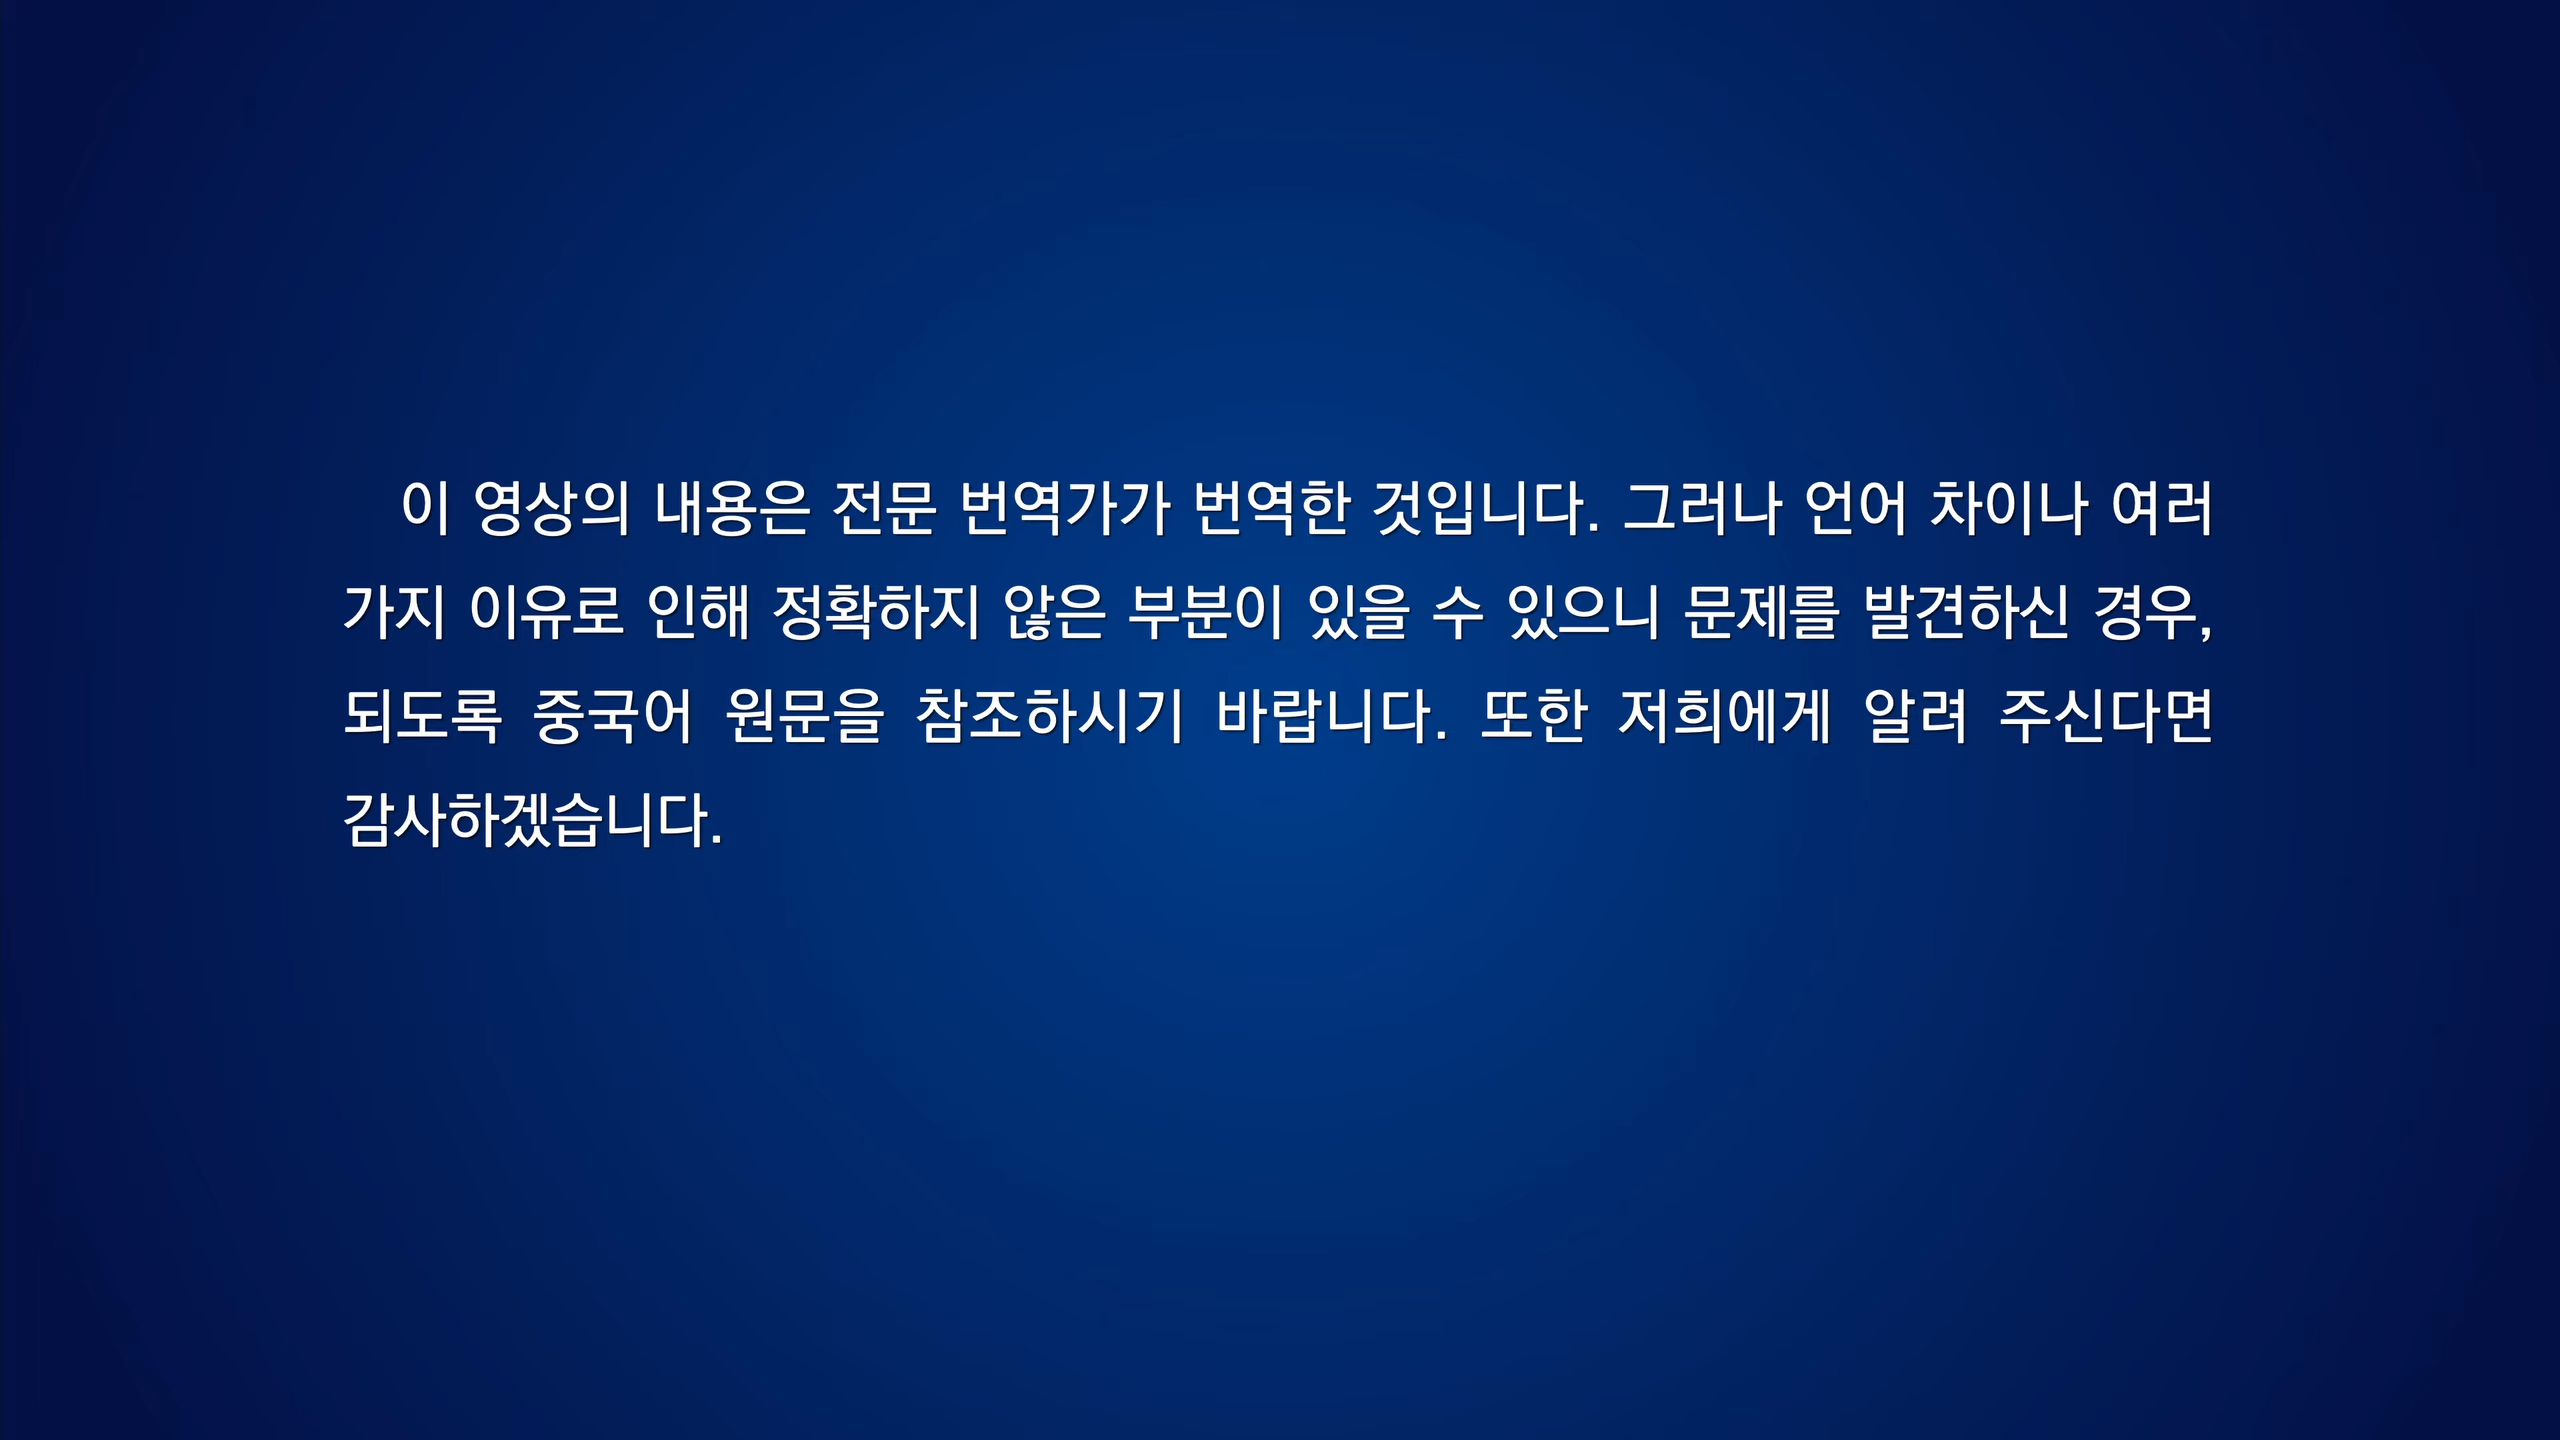 이 영상의 내용은 전문 번역가가 번역한 것입니다. 그러나 언어 차이나 여러
가지 이유로 인해 정확하지 않은 부분이 있을 수 있으니 문제를 발견하신 경우,
되도록 중국어 원문을 참조하시기 바랍니다. 또한 저희에게 알려 주신다면
감사하겠습니다.